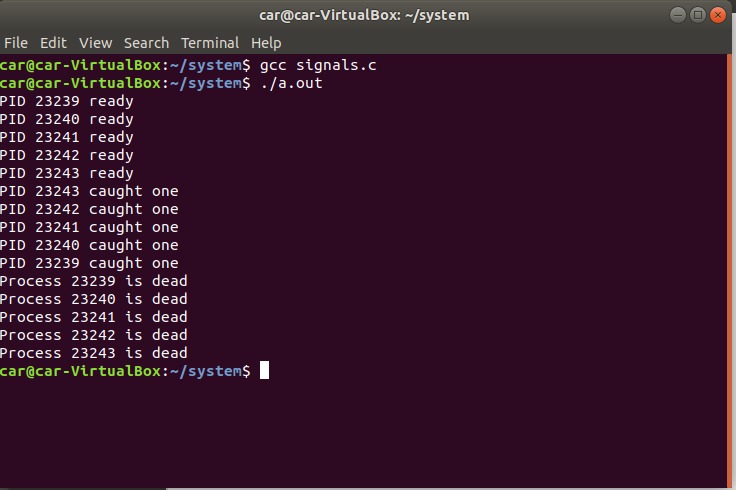 car@car-VirtualBox: ~/system
File Edit View Search Terminal Help
car@car-VirtualBox:~/system$ gcc signals.c
car@car-VirtualBox:~/system$ ./a.out
PID 23239 ready
PID 23240 ready
PID 23241 ready
PID 23242 ready
PID 23243 ready
PID 23243 caught one
PID 23242 caught one
PID 23241 caught one
PID 23240 caught one
PID 23239 caught one
Process 23239 is dead
Process 23240 is dead
Process 23241 is dead
Process 23242 is dead
Process 23243 is dead
car@car-VirtualBox:~/system$